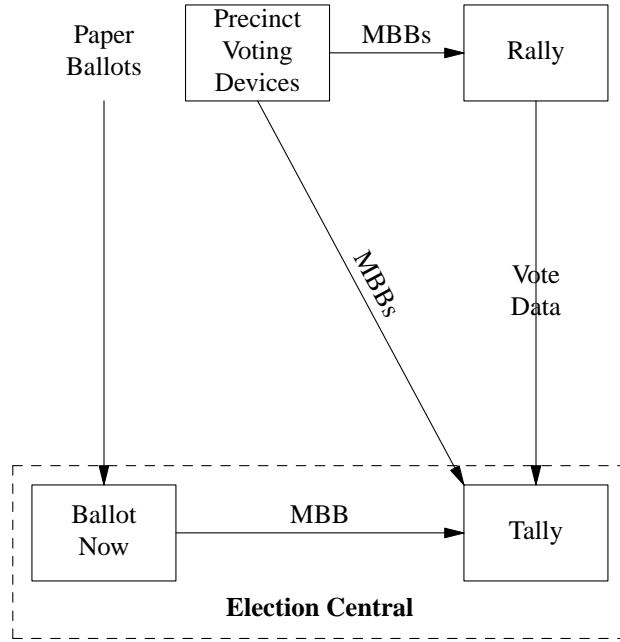 Paper
Ballots
Precinct
Voting
Devices
MBBs
Rally
MBBs
Vote
Data
Ballot
Now
MBB
Tally
Election Central